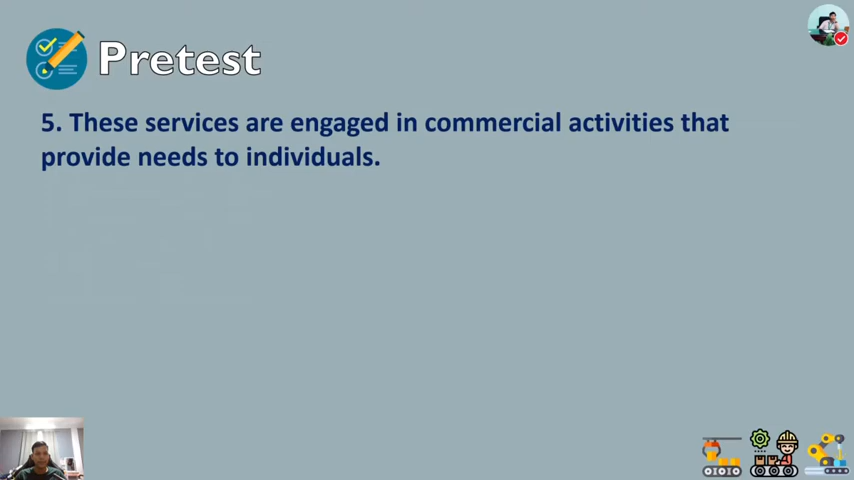 Pretest
5. These services are engaged in commercial activities that
provide needs to individuals.